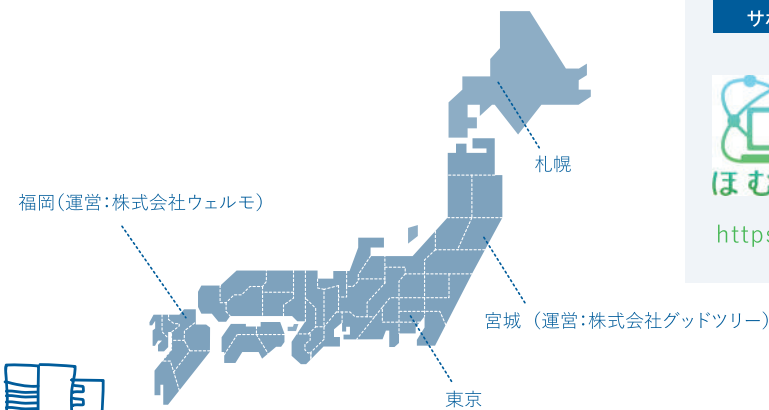 サ
札幌
福岡(運営:株式会社ウェルモ)
ほむ
https
宮城 (運営:株式会社グッドツリー)
東京